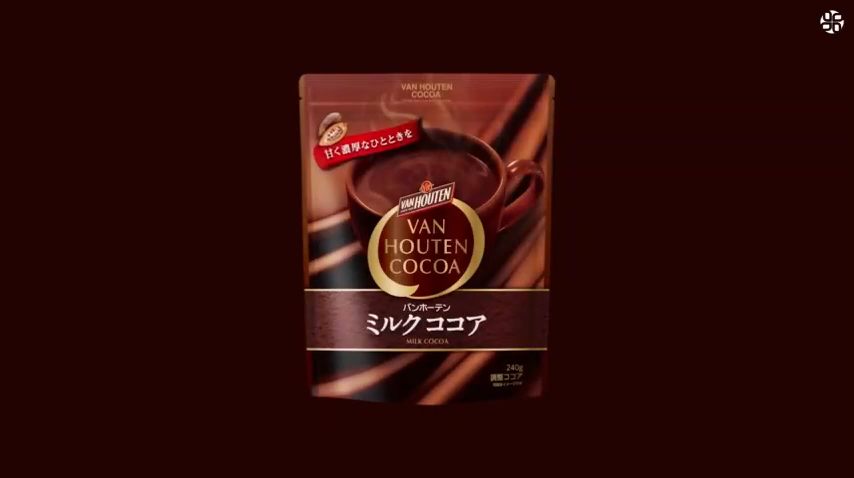 VAN HOUTEN
COCOA
甘く濃厚なひとときを
VAN HOUTEN
VAN
HOUTEN
COCOA
バンホーテン
ミルク ココア
MILK COCOA
240g
調整ココア